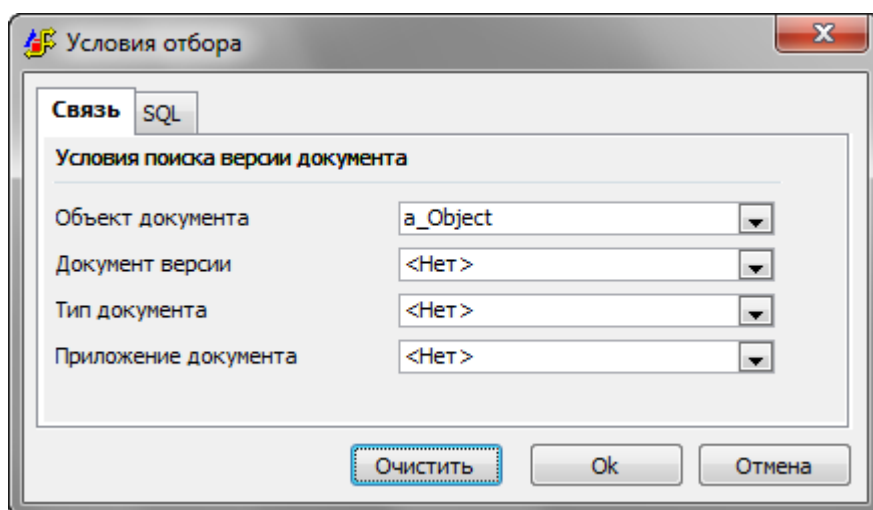 Условия отбора
Связь SQL
Условия поиска версии документа
Объект документа a_Object
Документ версии <Нет>
Тип документа <Нет>
Приложение документа <Нет>
Очистить Ok Отмена